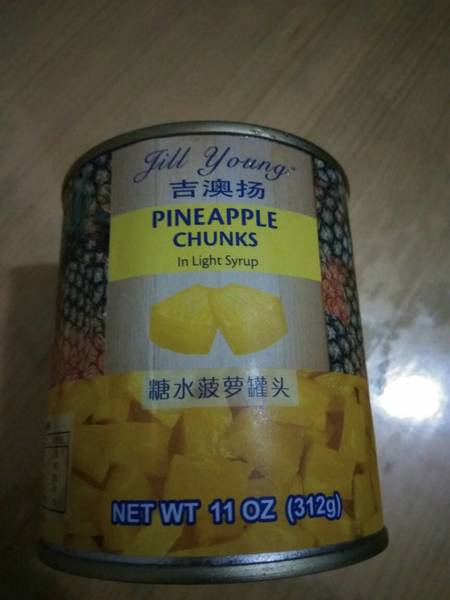 Jill Young™
吉澳扬
PINEAPPLE
CHUNKS
In Light Syrup
糖水菠萝罐头
NET WT 11 OZ (312g)